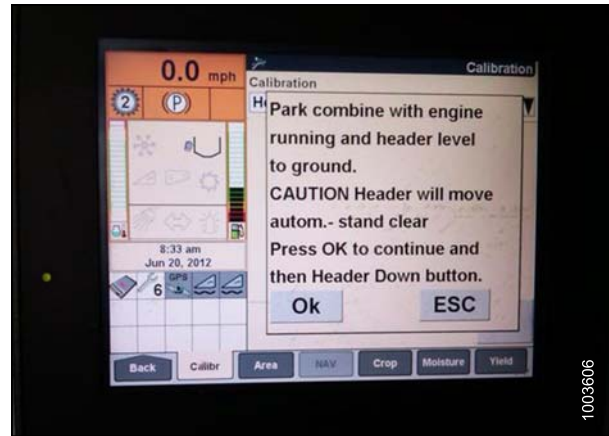 0.0 mph
Calibration
Calibration
2
(P)
Park combine with engine
running and header level
to ground.
CAUTION Header will move
autom.- stand clear
Press OK to continue and
then Header Down button.
Ok
ESC
8:33 am
Jun 20, 2012
6
GPS
Back
Calibr
Area
NAV
Crop
Moisture
Yield
1003606